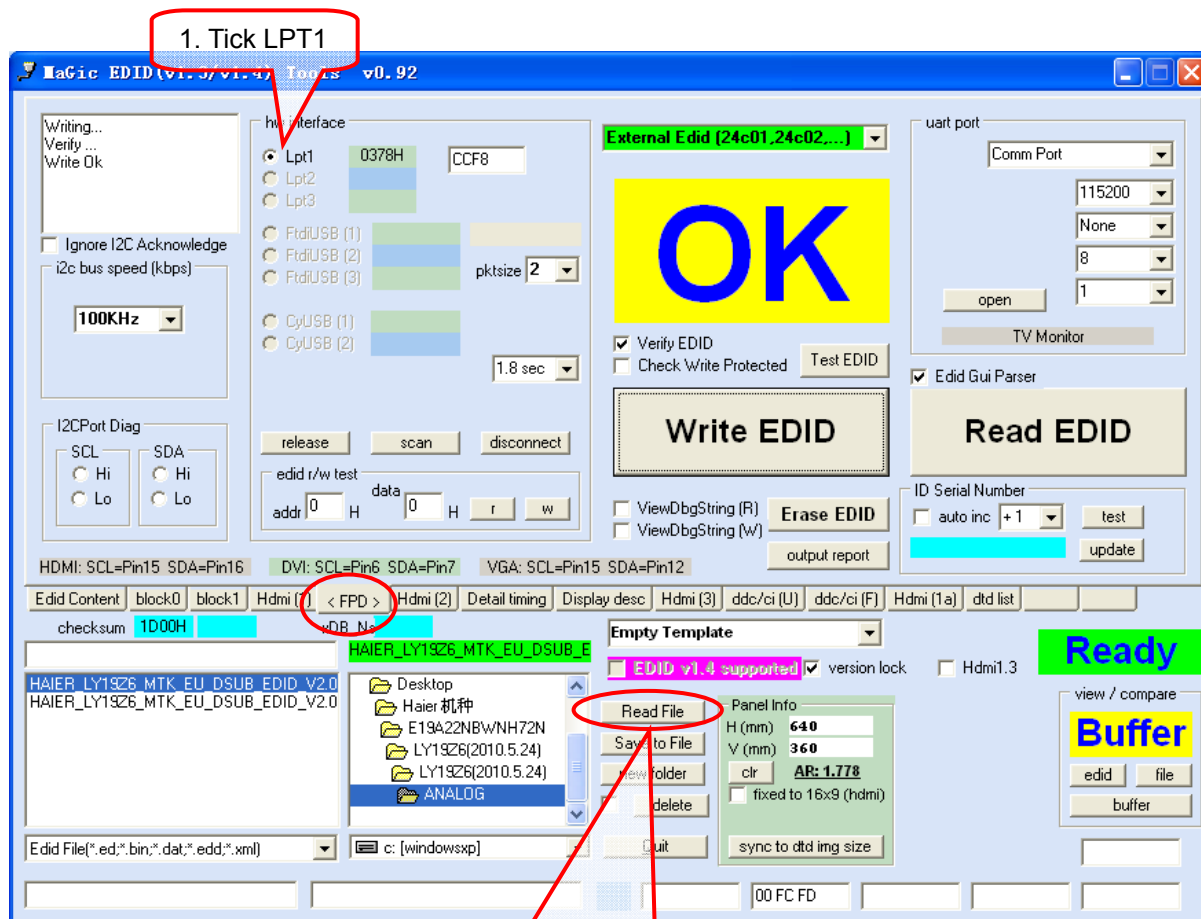 1. Tick LPT1
MaGic EDID(v1.3/v1.4) Tools v0.92
Writing...
Verify ...
Write Ok
Ignore I2C Acknowledge
i2c bus speed (kbps)
100KHz
I2CPort Diag
SCL
SDA
Hi
Hi
Lo
Lo
hw interface
Lpt1
0378H
CCF8
Lpt2
Lpt3
FtdiUSB (1)
FtdiUSB (2)
FtdiUSB (3)
pktsize
2
CyUSB (1)
CyUSB (2)
1.8 sec
release
scan
disconnect
edid r/w test
addr
0
H
data
0
H
r
w
External Edid (24c01,24c02,...)
OK
Verify EDID
Check Write Protected
Test EDID
Write EDID
ViewDbgString (R)
ViewDbgString (W)
Erase EDID
output report
uart port
Comm Port
115200
None
8
1
open
TV Monitor
Edid Gui Parser
Read EDID
ID Serial Number
auto inc
+ 1
test
update
HDMI: SCL=Pin15 SDA=Pin16
DVI: SCL=Pin6 SDA=Pin7
VGA: SCL=Pin15 SDA=Pin12
Edid Content
block0
block1
Hdmi (1)
< FPD >
Hdmi (2)
Detail timing
Display desc
Hdmi (3)
ddc/ci (U)
ddc/ci (F)
Hdmi (1a)
dtd list
checksum
1D00H
HAIER_LY19Z6_MTK_EU_DSUB_E
HAIER_LY19Z6_MTK_EU_DSUB_EDID_V2.0
HAIER_LY19Z6_MTK_EU_DSUB_EDID_V2.0
Desktop
Haier 机种
E19A22NBWNH72N
LY19Z6(2010.5.24)
LY19Z6(2010.5.24)
ANALOG
Edid File(*.ed;*.bin;*.dat;*.edd;*.xml)
c: [windowsxp]
Empty Template
EDID v1.4 supported
version lock
Hdmi1.3
Read File
Save to File
new folder
delete
Quit
Panel Info
H (mm)
640
V (mm)
360
clr
AR: 1.778
fixed to 16x9 (hdmi)
sync to dtd img size
Ready
view / compare
Buffer
edid
file
buffer
00 FC FD